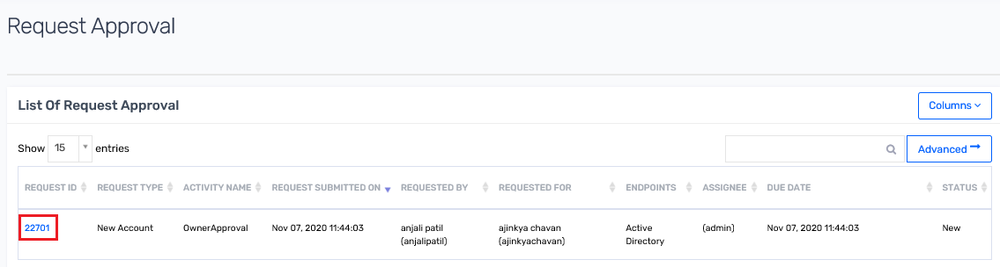 Request Approval
List Of Request Approval
Columns
Show 15 entries
Advanced
REQUEST ID REQUEST TYPE ACTIVITY NAME REQUEST SUBMITTED ON REQUESTED BY REQUESTED FOR ENDPOINTS ASSIGNEE DUE DATE STATUS
22701 New Account OwnerApproval Nov 07, 2020 11:44:03 anjali patil ajinkya chavan Active (admin) Nov 07, 2020 11:44:03 New
(anjalipatil) (ajinkyachavan) Directory